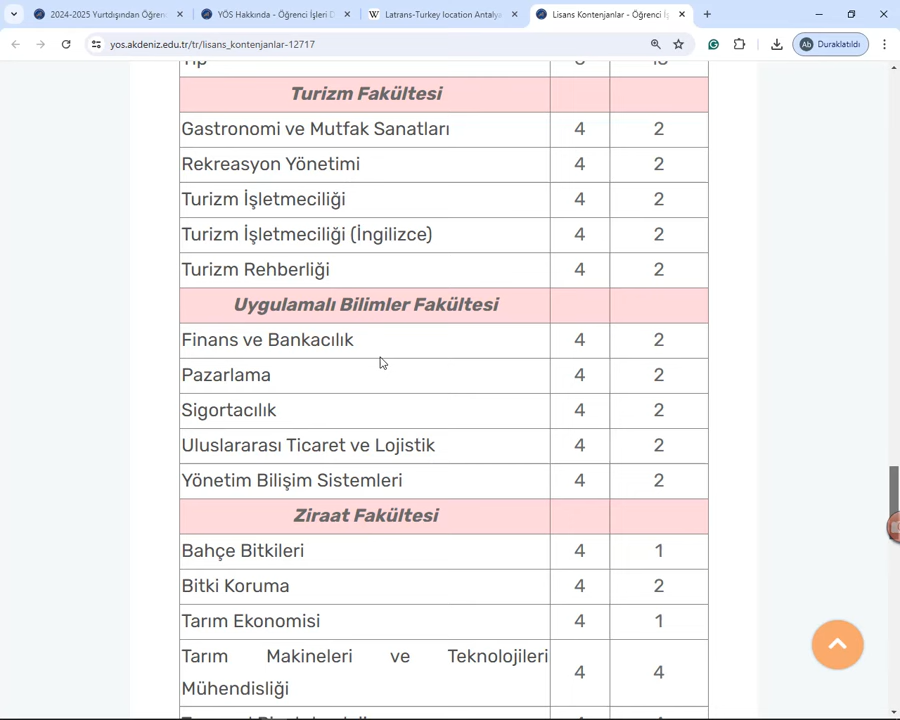 2024-2025 Yurtdışından Öğren
YÖS Hakkında - Öğrenci İşleri D
Latrans-Turkey location Antalya
Lisans Kontenjanlar - Öğrenci İş
yos.akdeniz.edu.tr/tr/lisans_kontenjanlar-12717
Ab Duraklatıldı
Turizm Fakültesi
Gastronomi ve Mutfak Sanatları 4 2
Rekreasyon Yönetimi 4 2
Turizm İşletmeciliği 4 2
Turizm İşletmeciliği (İngilizce) 4 2
Turizm Rehberliği 4 2
Uygulamalı Bilimler Fakültesi
Finans ve Bankacılık 4 2
Pazarlama 4 2
Sigortacılık 4 2
Uluslararası Ticaret ve Lojistik 4 2
Yönetim Bilişim Sistemleri 4 2
Ziraat Fakültesi
Bahçe Bitkileri 4 1
Bitki Koruma 4 2
Tarım Ekonomisi 4 1
Tarım Makineleri ve Teknolojileri
Mühendisliği 4 4